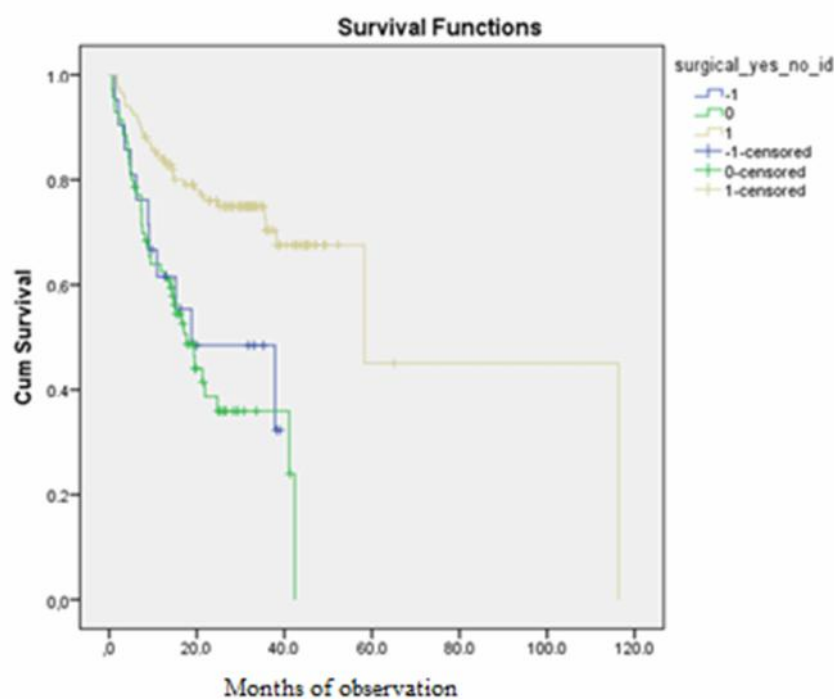 Survival Functions
surgical_yes_no_id
-1
0
1
-1-censored
0-censored
1-censored
Cum Survival
1.0
0.8
0.6
0.4
0.2
0,0
,0
20.0
40.0
60.0
80.0
100.0
120.0
Months of observation